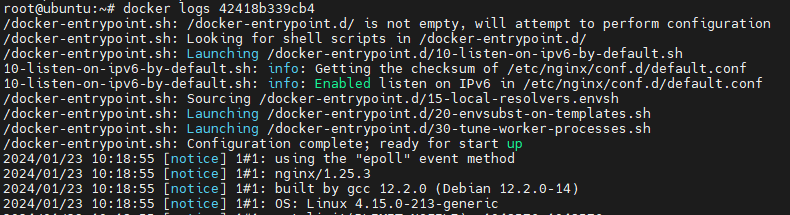 root@ubuntu:~# docker logs 42418b339cb4
/docker-entrypoint.sh: /docker-entrypoint.d/ is not empty, will attempt to perform configuration
/docker-entrypoint.sh: Looking for shell scripts in /docker-entrypoint.d/
/docker-entrypoint.sh: Launching /docker-entrypoint.d/10-listen-on-ipv6-by-default.sh
10-listen-on-ipv6-by-default.sh: info: Getting the checksum of /etc/nginx/conf.d/default.conf
10-listen-on-ipv6-by-default.sh: info: Enabled listen on IPv6 in /etc/nginx/conf.d/default.conf
/docker-entrypoint.sh: Sourcing /docker-entrypoint.d/15-local-resolvers.envsh
/docker-entrypoint.sh: Launching /docker-entrypoint.d/20-envsubst-on-templates.sh
/docker-entrypoint.sh: Launching /docker-entrypoint.d/30-tune-worker-processes.sh
/docker-entrypoint.sh: Configuration complete; ready for start up
2024/01/23 10:18:55 [notice] 1#1: using the "epoll" event method
2024/01/23 10:18:55 [notice] 1#1: nginx/1.25.3
2024/01/23 10:18:55 [notice] 1#1: built by gcc 12.2.0 (Debian 12.2.0-14)
2024/01/23 10:18:55 [notice] 1#1: OS: Linux 4.15.0-213-generic